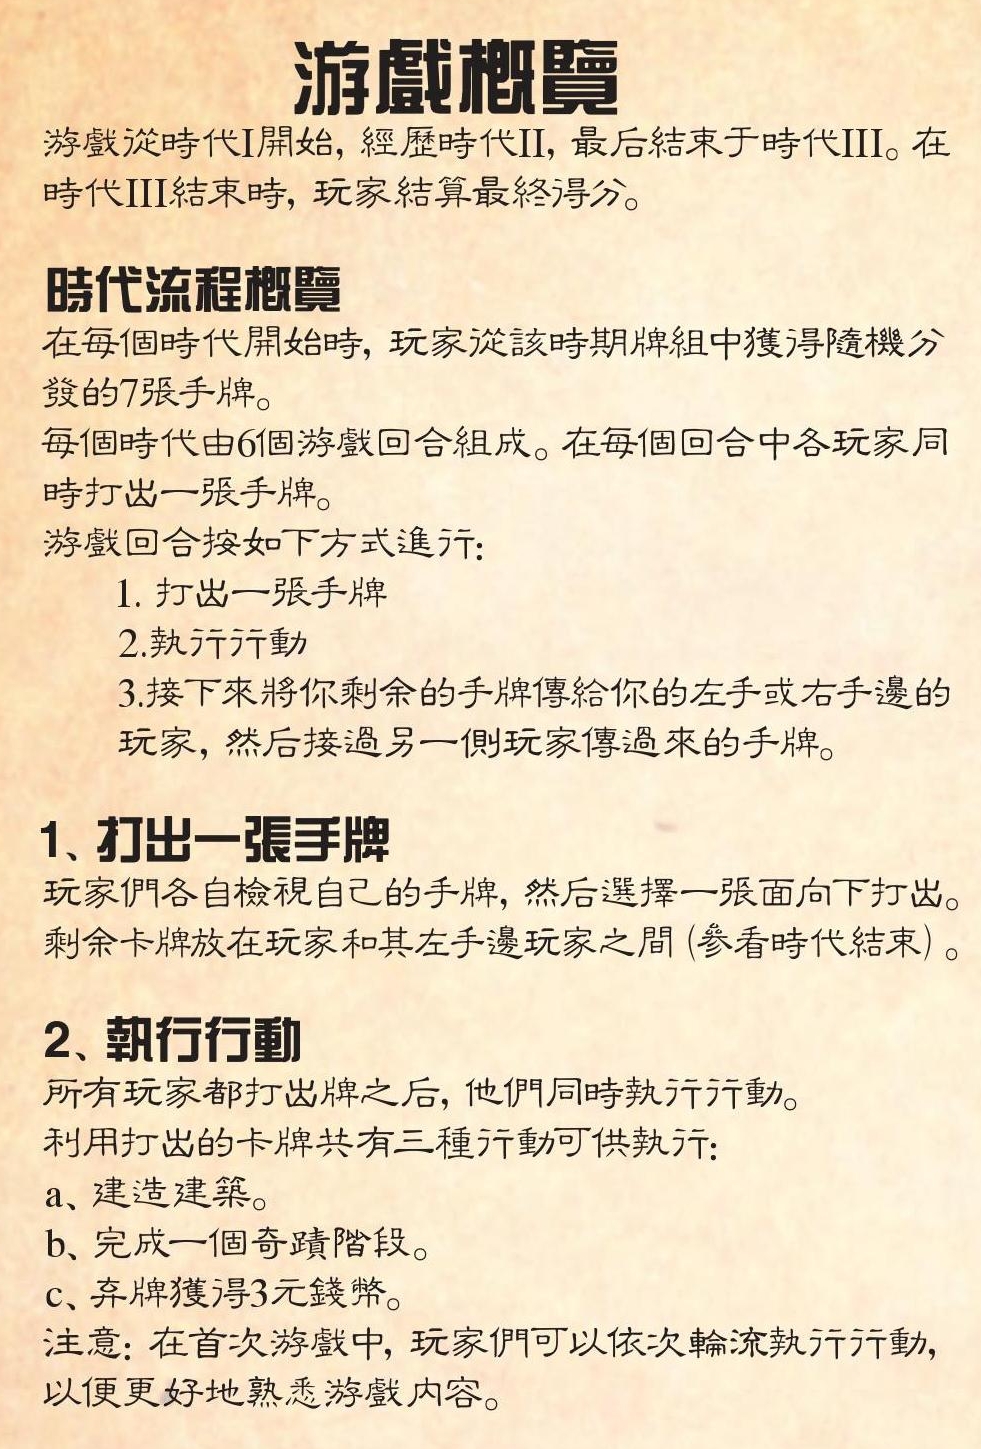 游戲概覽
游戲從時代I開始, 經歷時代II, 最后結束于時代III。在
時代III結束時, 玩家結算最終得分。
時代流程概覽
在每個時代開始時, 玩家從該時期牌組中獲得隨機分
發的7張手牌。
每個時代由6個游戲回合組成。在每個回合中各玩家同
時打出一張手牌。
游戲回合按如下方式進行:
1. 打出一張手牌
2.執行行動
3.接下來將你剩余的手牌傳給你的左手或右手邊的
玩家, 然后接過另一側玩家傳過來的手牌。
1、打出一張手牌
玩家們各自檢視自己的手牌, 然后選擇一張面向下打出。
剩余卡牌放在玩家和其左手邊玩家之間 (參看時代結束) 。
2、執行行動
所有玩家都打出牌之后, 他們同時執行行動。
利用打出的卡牌共有三種行動可供執行:
a、建造建築。
b、完成一個奇蹟階段。
c、弃牌獲得3元錢幣。
注意: 在首次游戲中, 玩家們可以依次輪流執行行動,
以便更好地熟悉游戲内容。